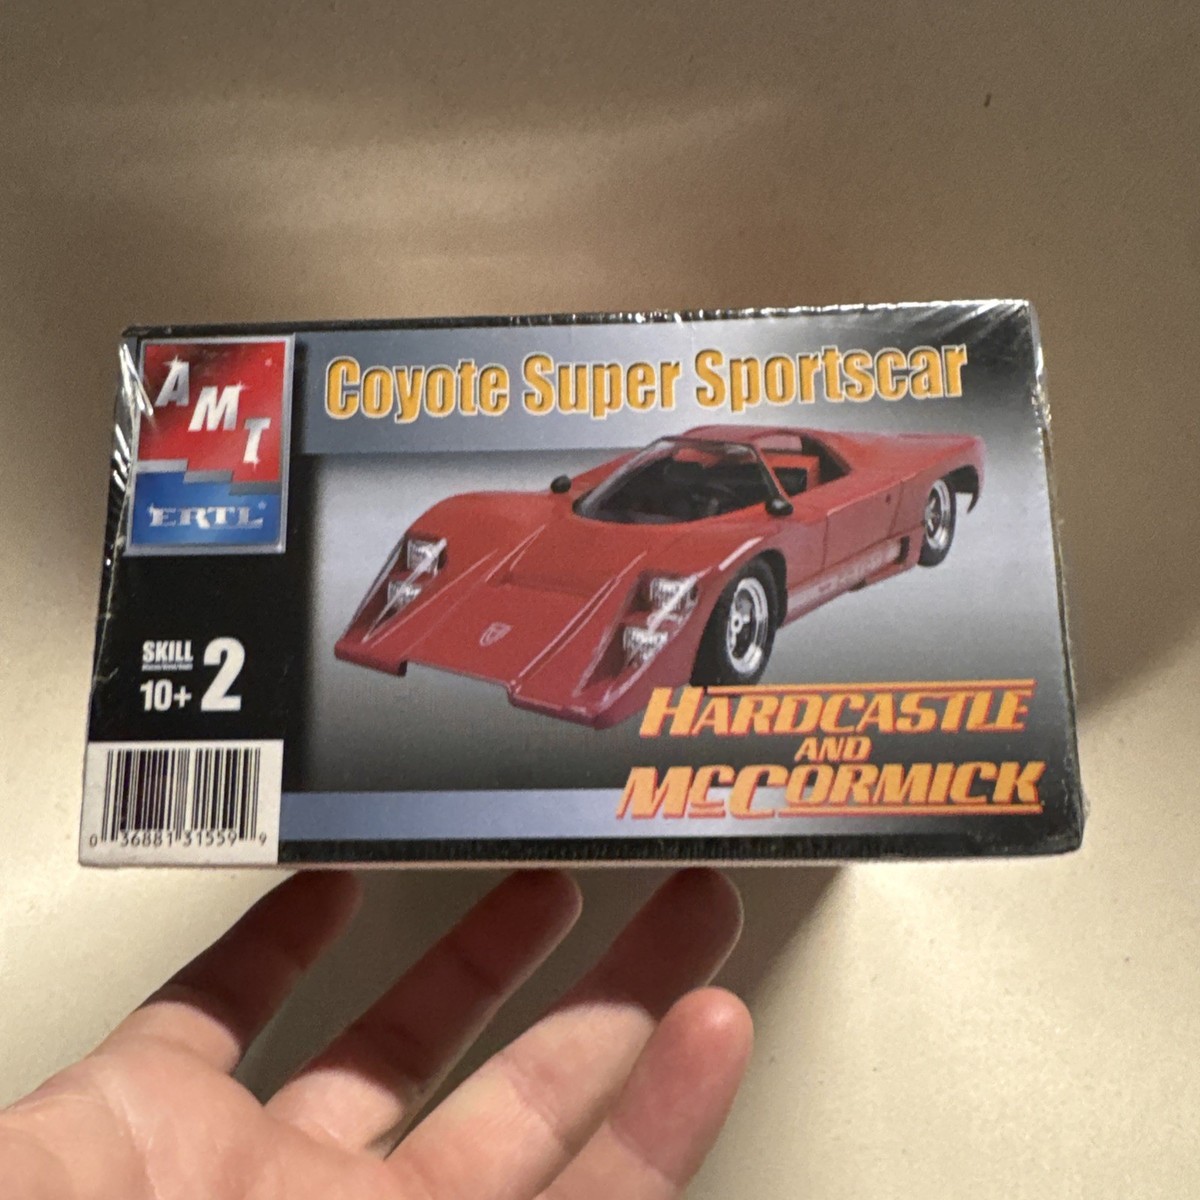 AMT
ERTL
Coyote Super Sportscar
SKILL 2
10+
HARDCASTLE
AND
McCORMICK
0 36881 31559 9